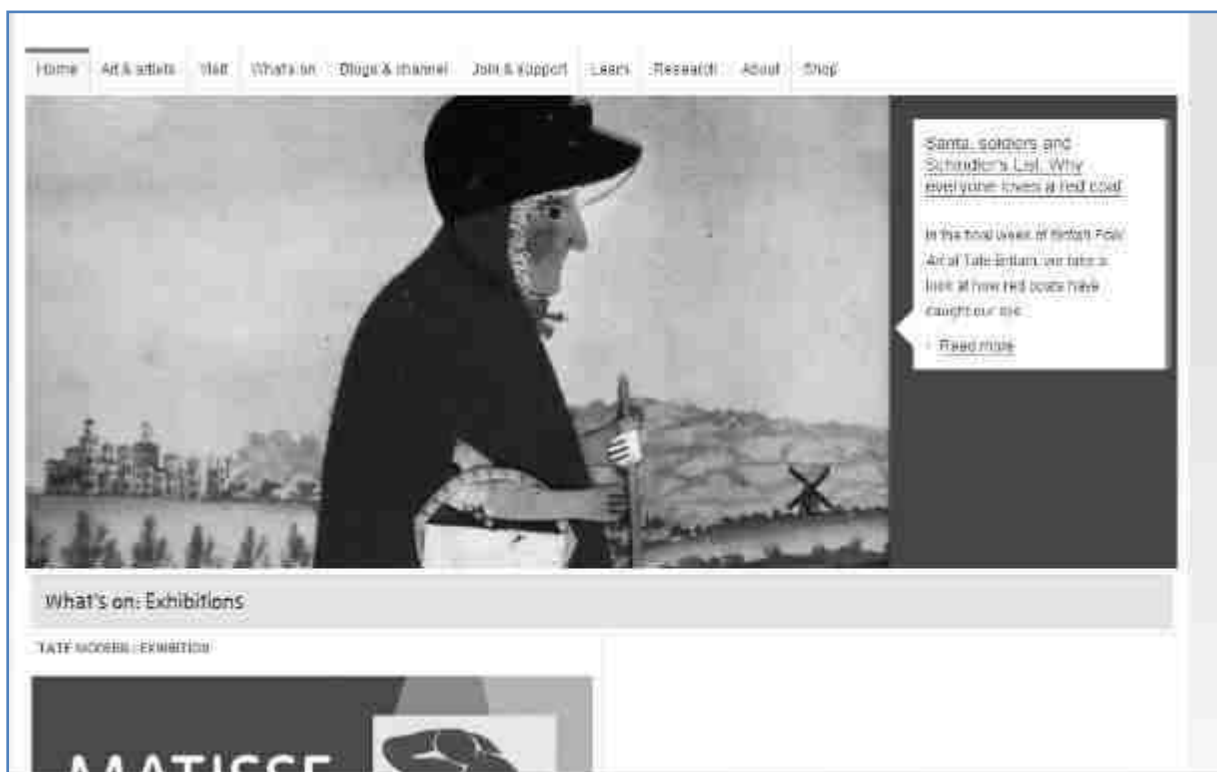 Home Art & artists Visit What's on Blogs & channel Join & support Learn Research About Shop
Santa, soldiers and
Schindler's List: Why
everyone loves a red coat
In the final week of British Folk
Art at Tate Britain, we take a
look at how red coats have
caught our eye
Read more
What's on: Exhibitions
TATE MODERN: EXHIBITION
MATISSE